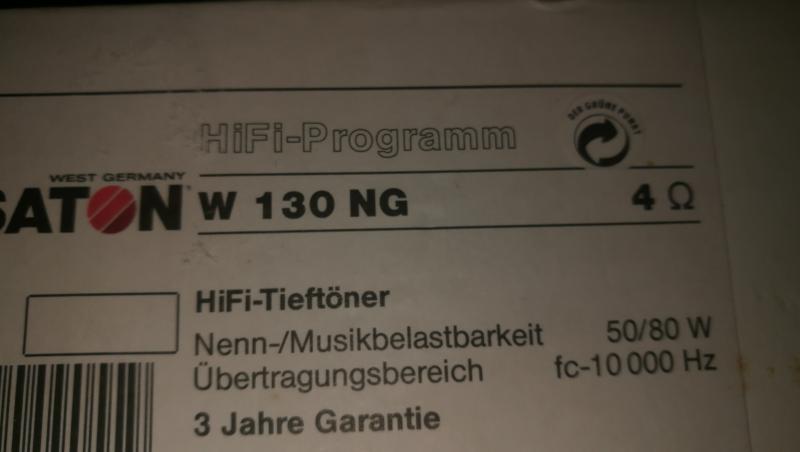 HiFi-Programm
DER GRÜNE PUNKT
WEST GERMANY
SATON W 130 NG 4 Ω
HiFi-Tieftöner
Nenn-/Musikbelastbarkeit 50/80 W
Übertragungsbereich fc-10 000 Hz
3 Jahre Garantie